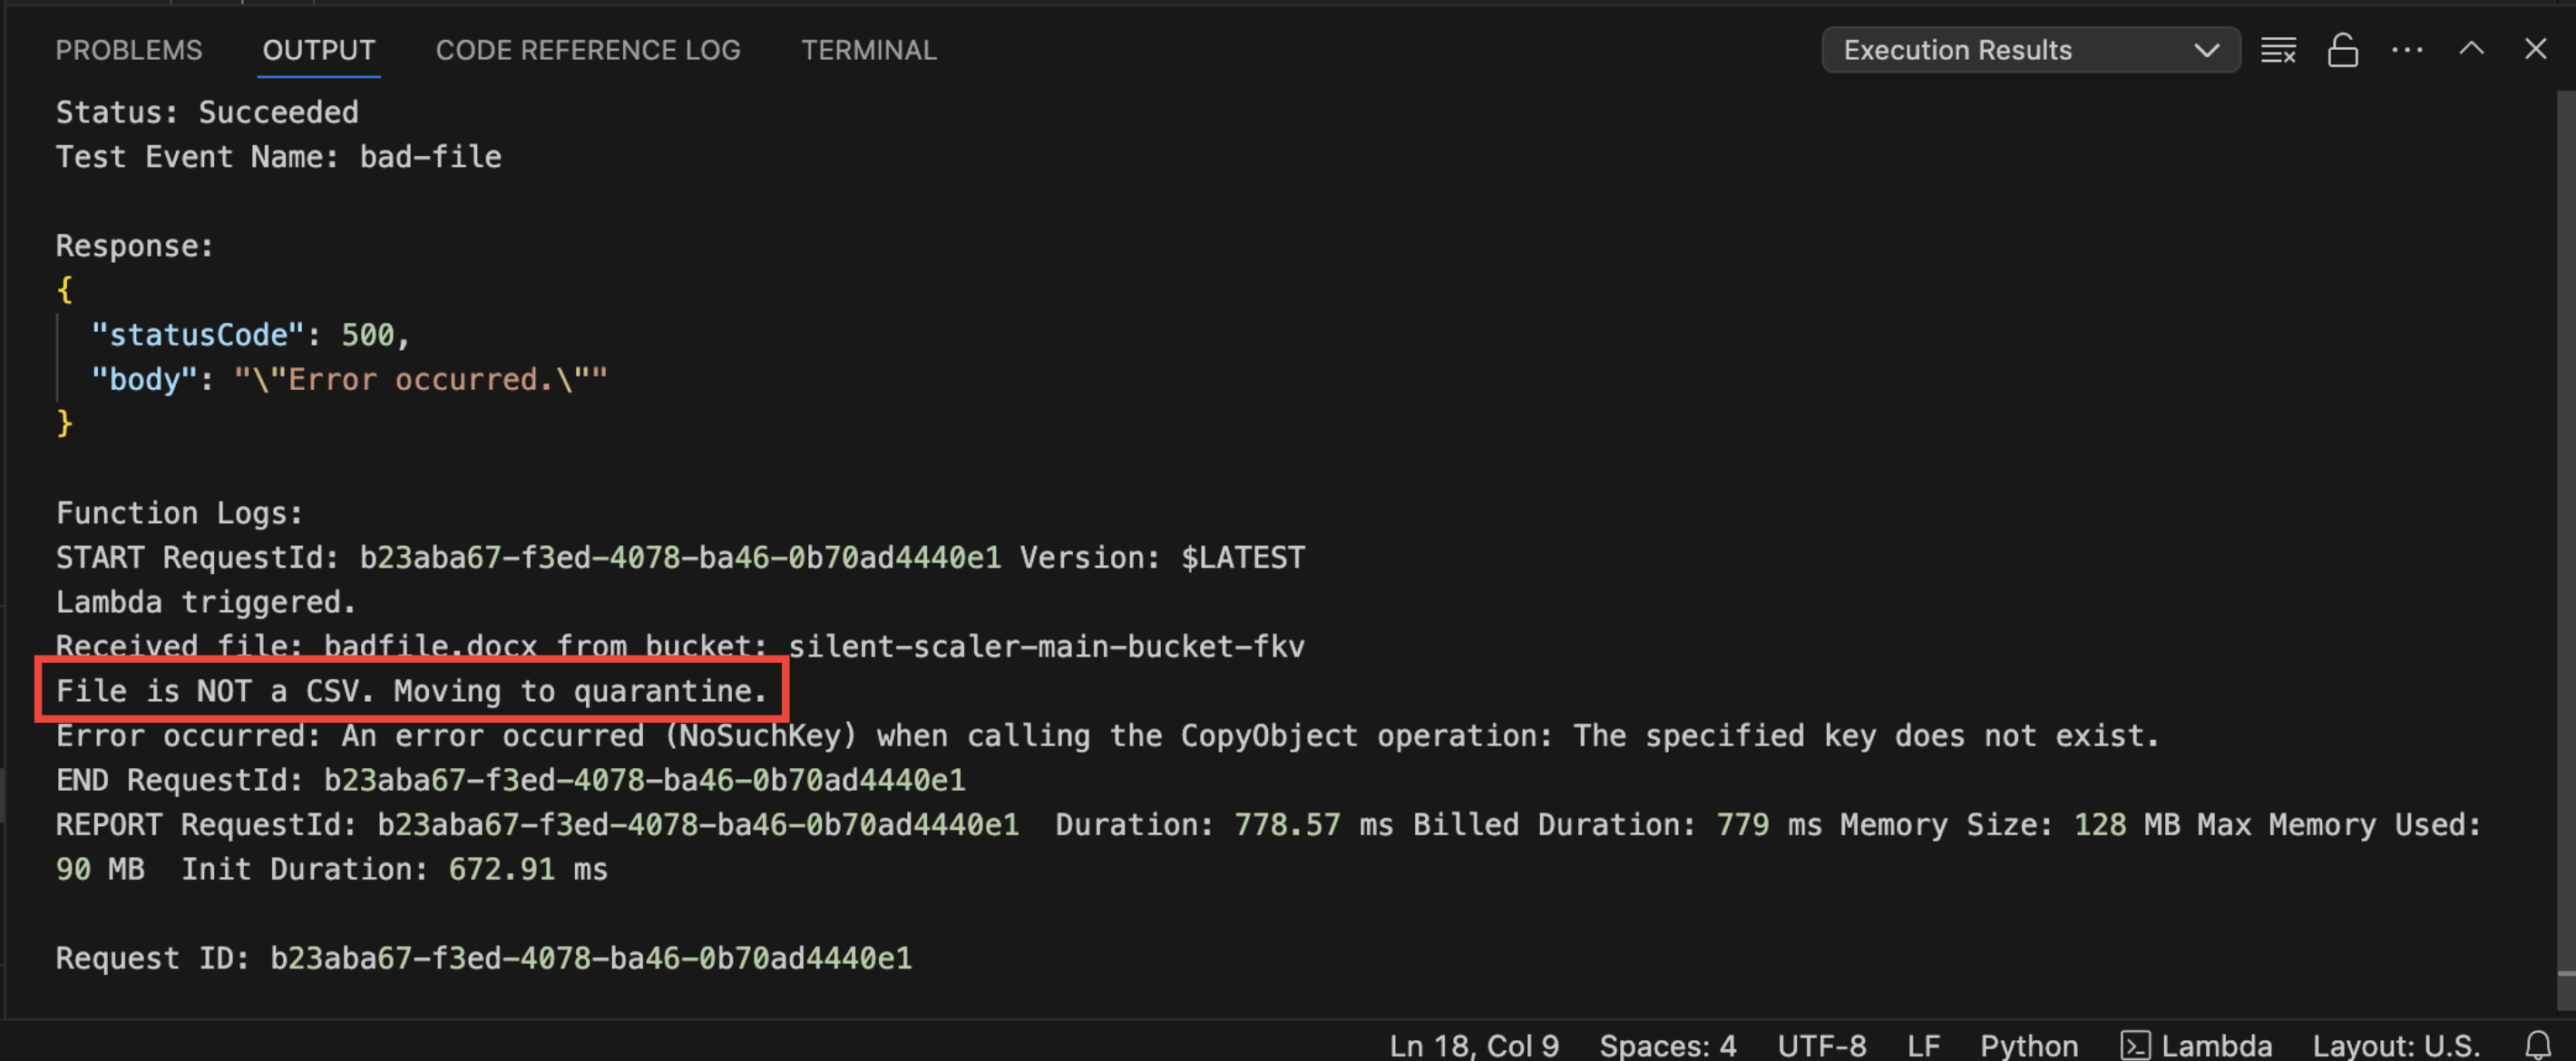 PROBLEMS OUTPUT CODE REFERENCE LOG TERMINAL Execution Results
Status: Succeeded
Test Event Name: bad-file
Response:
{
"statusCode": 500,
"body": "\"Error occurred.\""
}
Function Logs:
START RequestId: b23aba67-f3ed-4078-ba46-0b70ad4440e1 Version: $LATEST
Lambda triggered.
Received file: badfile.docx from bucket: silent-scaler-main-bucket-fkv
File is NOT a CSV. Moving to quarantine.
Error occurred: An error occurred (NoSuchKey) when calling the CopyObject operation: The specified key does not exist.
END RequestId: b23aba67-f3ed-4078-ba46-0b70ad4440e1
REPORT RequestId: b23aba67-f3ed-4078-ba46-0b70ad4440e1 Duration: 778.57 ms Billed Duration: 779 ms Memory Size: 128 MB Max Memory Used:
90 MB Init Duration: 672.91 ms
Request ID: b23aba67-f3ed-4078-ba46-0b70ad4440e1
Ln 18, Col 9 Spaces: 4 UTF-8 LF Python Lambda Layout: U.S.